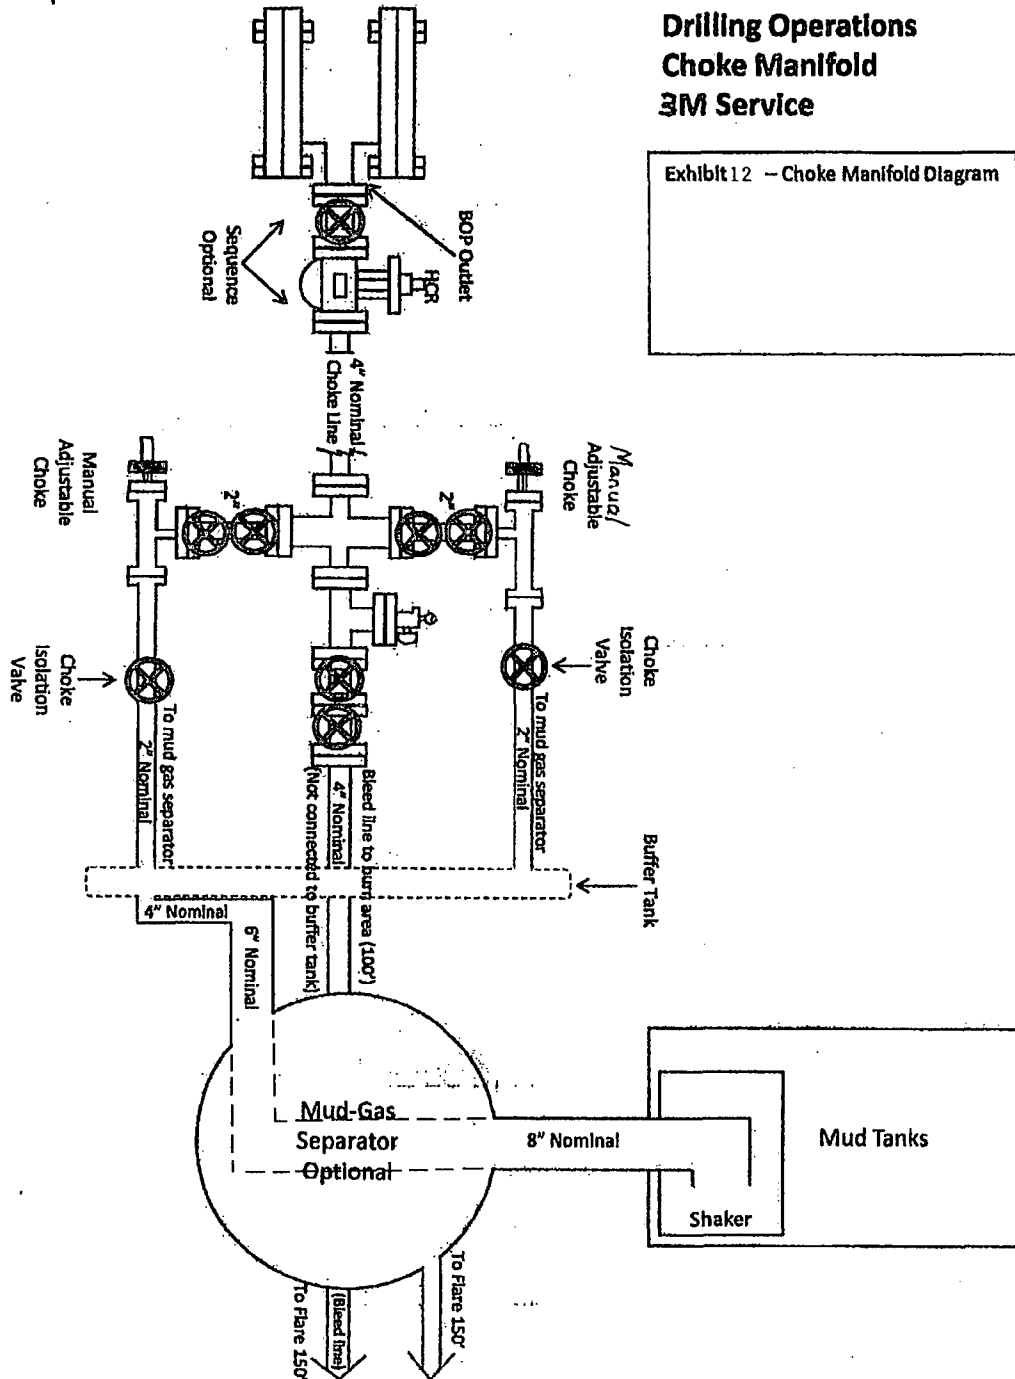 Drilling Operations
Choke Manifold
3M Service
Exhibit 12 – Choke Manifold Diagram
BOP Outlet
HCR
Sequence
Optional
4" Nominal
Choke Line
Manual
Adjustable
Choke
2"
2"
Manual
Adjustable
Choke
Choke
Isolation
Valve
Choke
Isolation
Valve
To mud gas separator
2" Nominal
Bleed line to burn area (100')
4" Nominal
(Not connected to buffer tank)
To mud gas separator
2" Nominal
Buffer Tank
4" Nominal
6" Nominal
Mud-Gas
Separator
Optional
8" Nominal
Mud Tanks
Shaker
To Flare 150'
(Bleed line)
To Flare 150'